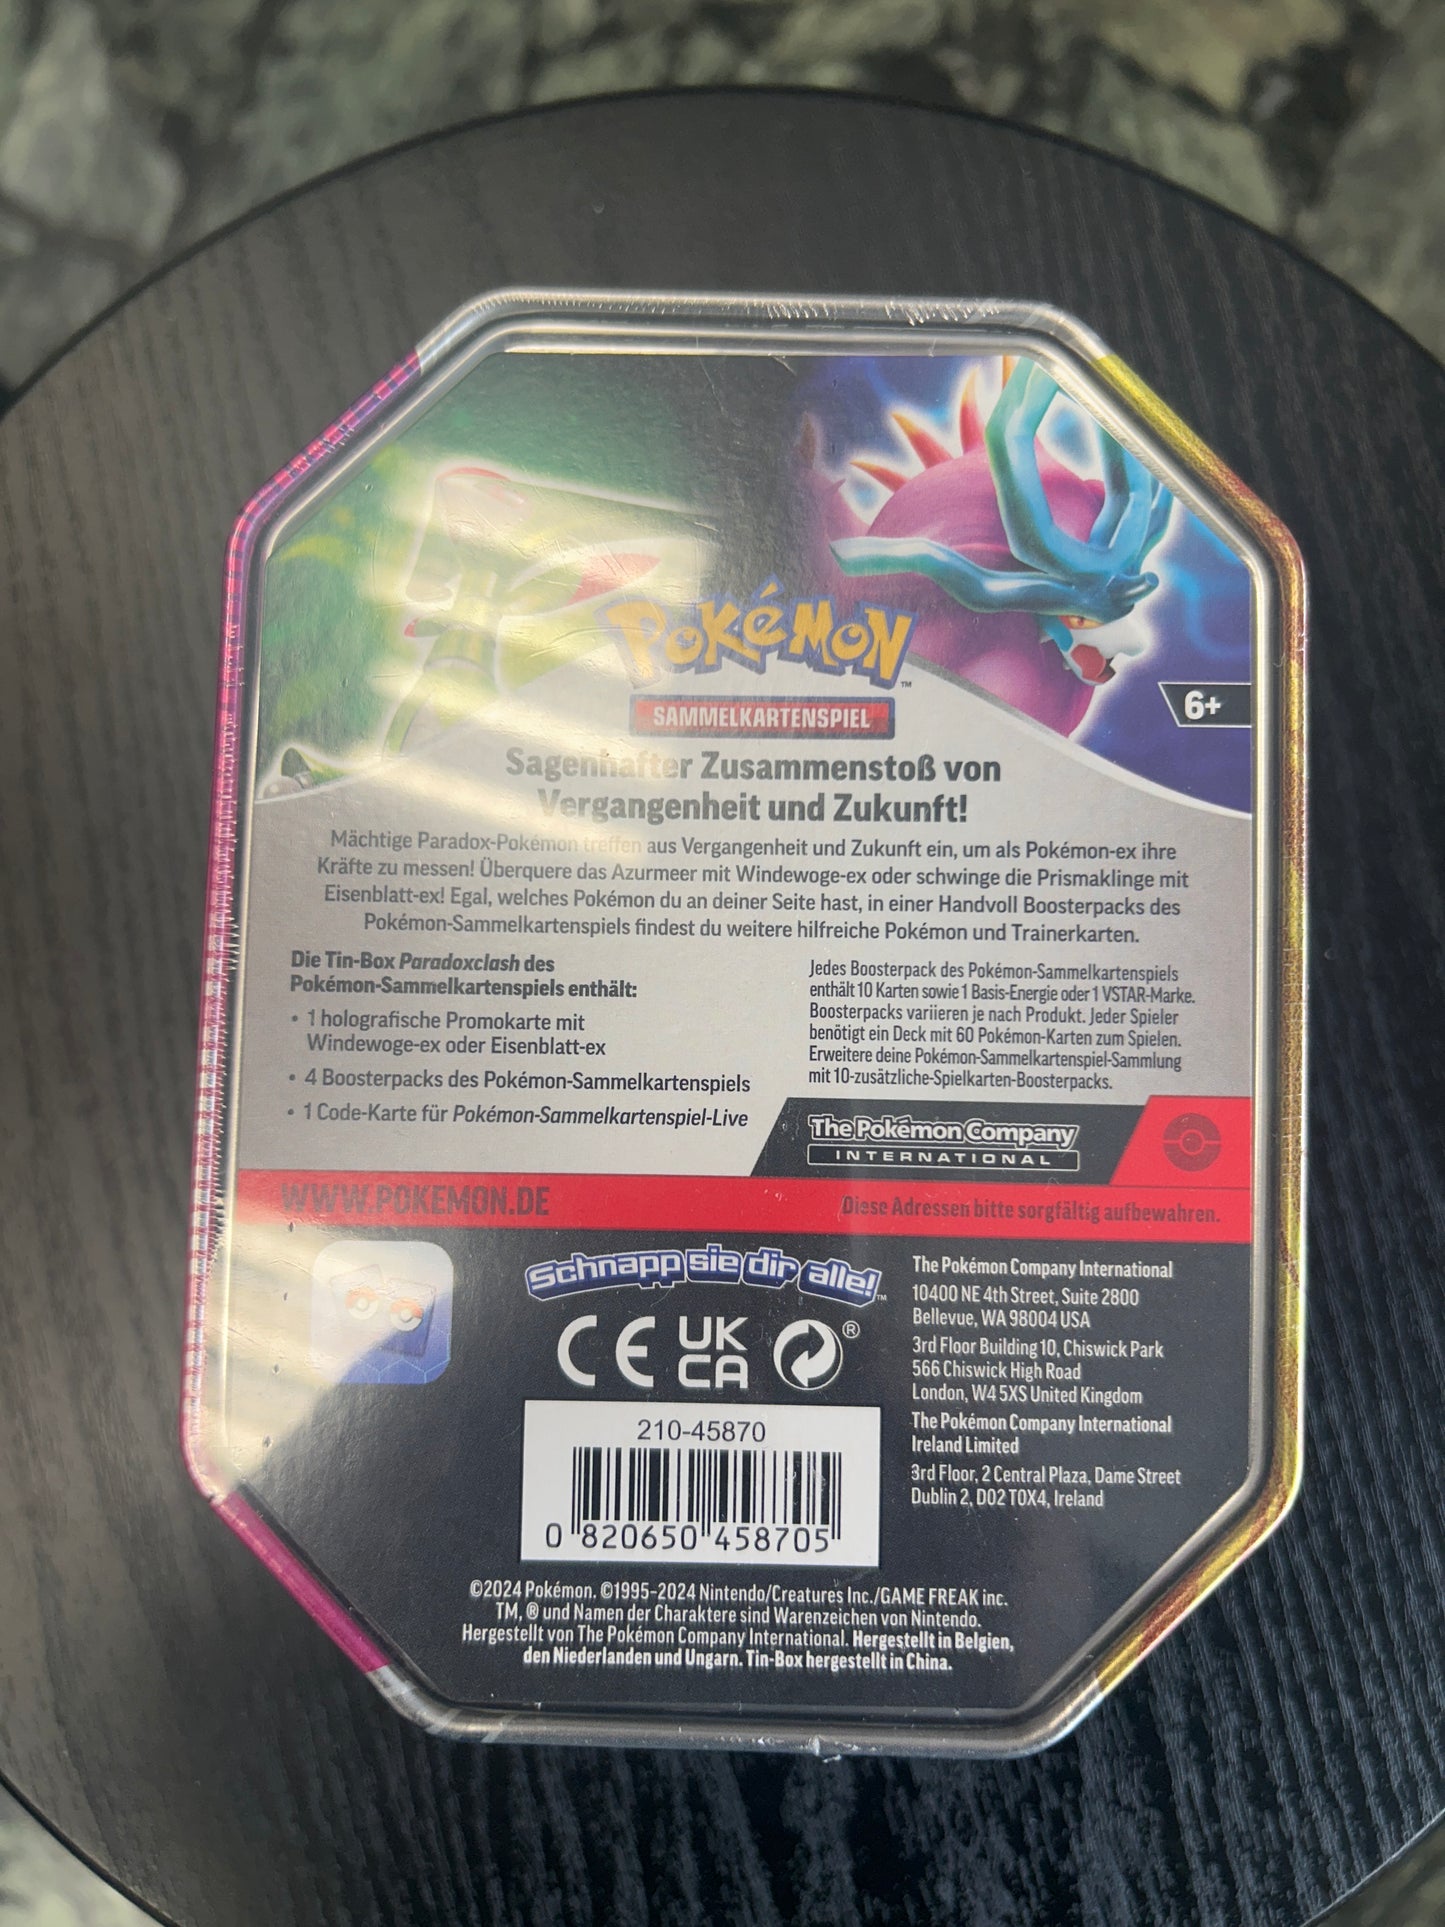 POKéMON
™
SAMMELKARTENSPIEL
6+
Sagenhafter Zusammenstoß von
Vergangenheit und Zukunft!
Mächtige Paradox-Pokémon treffen aus Vergangenheit und Zukunft ein, um als Pokémon-ex ihre
Kräfte zu messen! Überquere das Azurmeer mit Windewoge-ex oder schwinge die Prismaklinge mit
Eisenblatt-ex! Egal, welches Pokémon du an deiner Seite hast, in einer Handvoll Boosterpacks des
Pokémon-Sammelkartenspiels findest du weitere hilfreiche Pokémon und Trainerkarten.
Die Tin-Box Paradoxclash des
Pokémon-Sammelkartenspiels enthält:
• 1 holografische Promokarte mit
Windewoge-ex oder Eisenblatt-ex
• 4 Boosterpacks des Pokémon-Sammelkartenspiels
• 1 Code-Karte für Pokémon-Sammelkartenspiel-Live
Jedes Boosterpack des Pokémon-Sammelkartenspiels
enthält 10 Karten sowie 1 Basis-Energie oder 1 VSTAR-Marke.
Boosterpacks variieren je nach Produkt. Jeder Spieler
benötigt ein Deck mit 60 Pokémon-Karten zum Spielen.
Erweitere deine Pokémon-Sammelkartenspiel-Sammlung
mit 10-zusätzliche-Spielkarten-Boosterpacks.
The Pokémon Company
INTERNATIONAL
WWW.POKEMON.DE
Diese Adressen bitte sorgfältig aufbewahren.
Schnapp sie dir alle!™
CE UK
CA ®
210-45870
0 820650 458705
The Pokémon Company International
10400 NE 4th Street, Suite 2800
Bellevue, WA 98004 USA
3rd Floor Building 10, Chiswick Park
566 Chiswick High Road
London, W4 5XS United Kingdom
The Pokémon Company International
Ireland Limited
3rd Floor, 2 Central Plaza, Dame Street
Dublin 2, D02 T0X4, Ireland
©2024 Pokémon. ©1995–2024 Nintendo/Creatures Inc./GAME FREAK inc.
TM, ® und Namen der Charaktere sind Warenzeichen von Nintendo.
Hergestellt von The Pokémon Company International. Hergestellt in Belgien,
den Niederlanden und Ungarn. Tin-Box hergestellt in China.